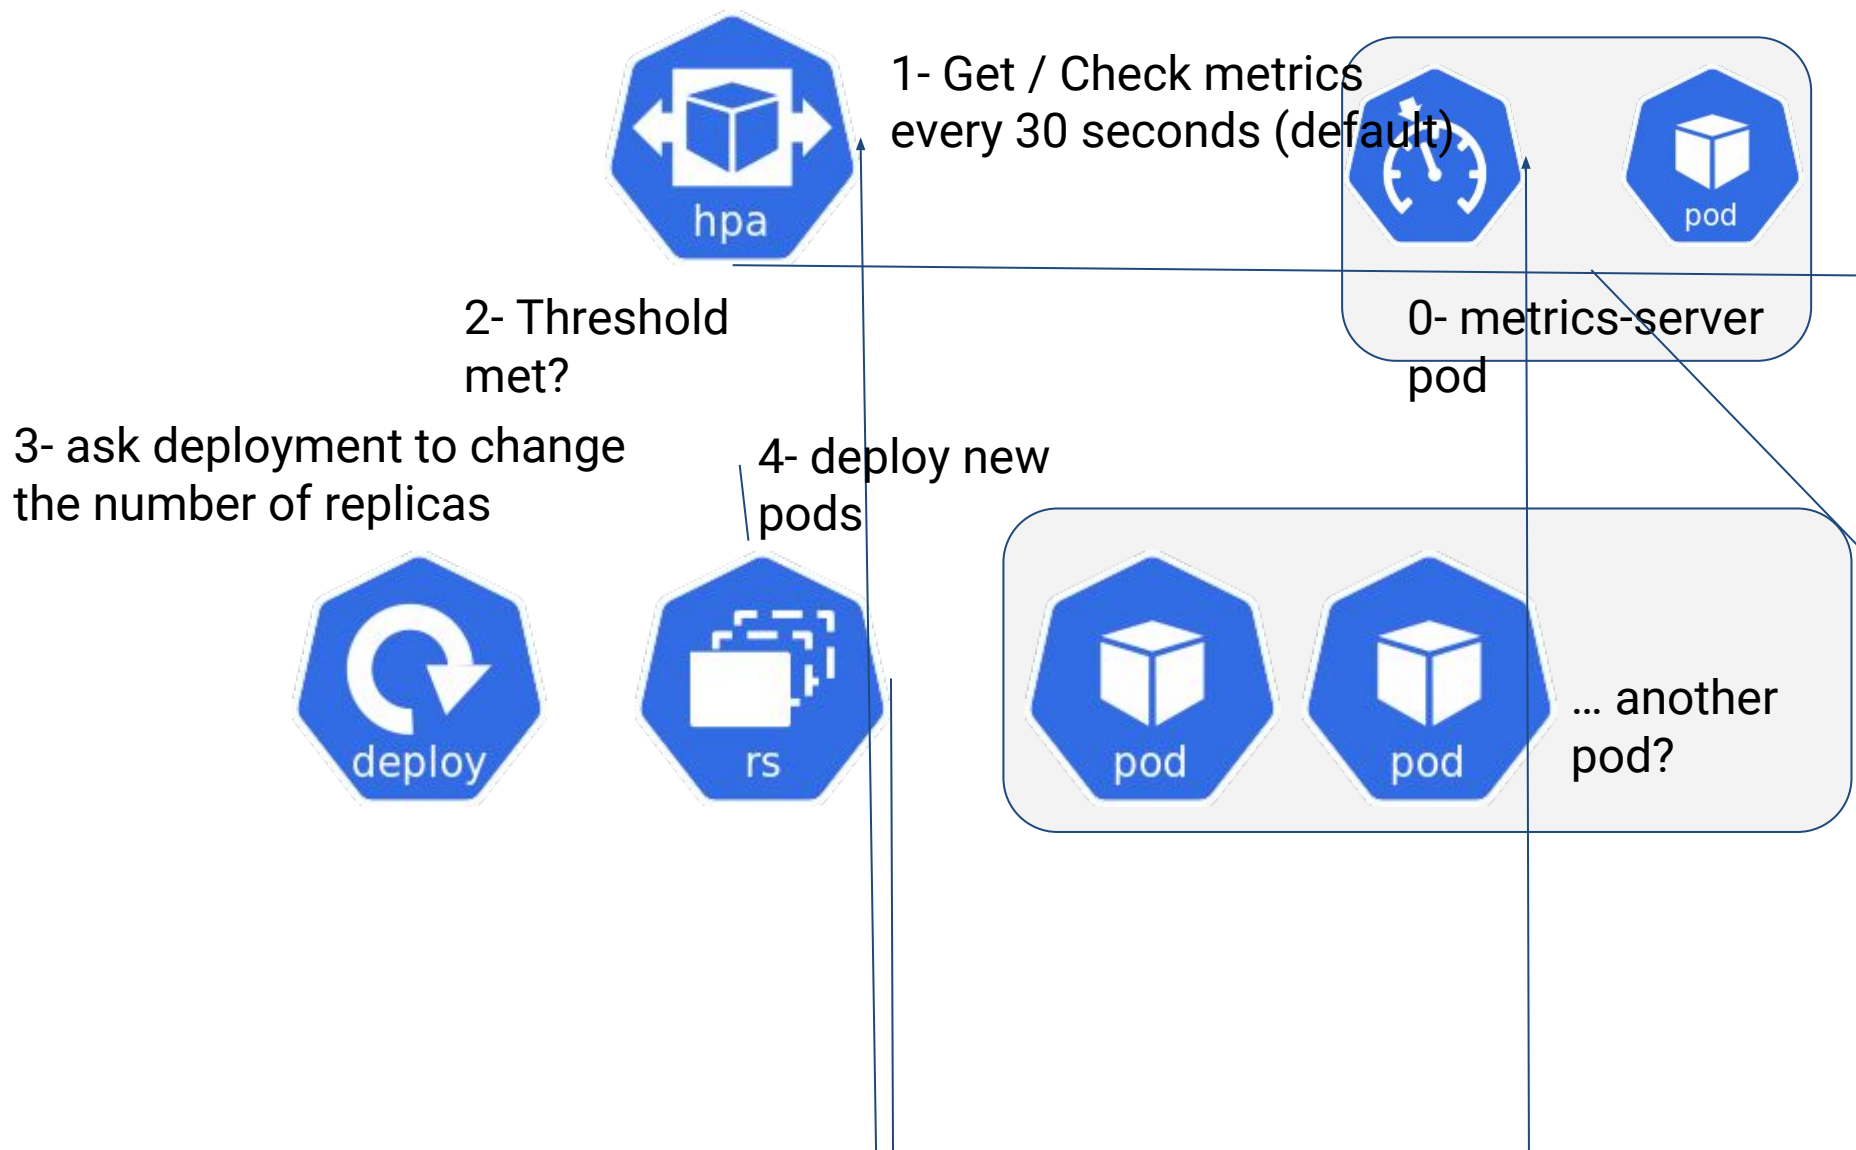 hpa
1- Get / Check metrics
every 30 seconds (default)
pod
0- metrics-server
pod
2- Threshold
met?
3- ask deployment to change
the number of replicas
4- deploy new
pods
deploy
rs
pod
pod
... another
pod?